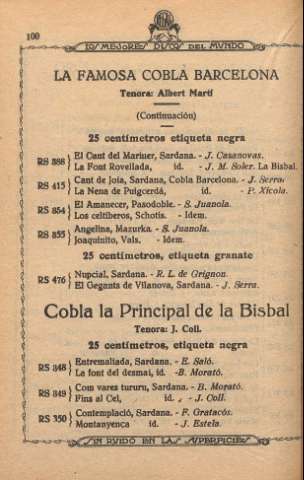 100
LOS MEJORES DISCOS DEL MUNDO
LA FAMOSA COBLA BARCELONA
Tenora: Albert Martí
(Continuación)
25 centímetros etiqueta negra
RS 388 El Cant del Mariner, Sardana. - J. Casanovas.
La Font Rovellada, id. - J. M. Soler. La Bisbal.
RS 415 Cant de Joia, Sardana, Cobla Barcelona. - J. Serra.
La Nena de Puigcerdá, id. - P. Xicola.
RS 854 El Amanecer, Pasodoble. - S. Juanola.
Los celtíberos, Schotis. - Idem.
RS 855 Angelina, Mazurka. - S. Juanola.
Joaquinito, Vals. - Idem.
25 centímetros, etiqueta granate
RS 476 Nupcial, Sardana. - R. L. de Grignon.
El Gegants de Vilanova, Sardana. - J. Serra.
Cobla la Principal de la Bisbal
Tenora: J. Coll.
25 centímetros, etiqueta negra
RS 348 Entremaliada, Sardana. - E. Saló.
La font del desmai, id. - B. Morató.
RS 349 Com vares tururu, Sardana. - B. Morató.
Fins al Cel, id. - J. Coll.
RS 350 Contemplació, Sardana. - F. Gratacós.
Montanyenca id. - J. Estela.
SIN RUIDO EN LAS SUPERFICIES